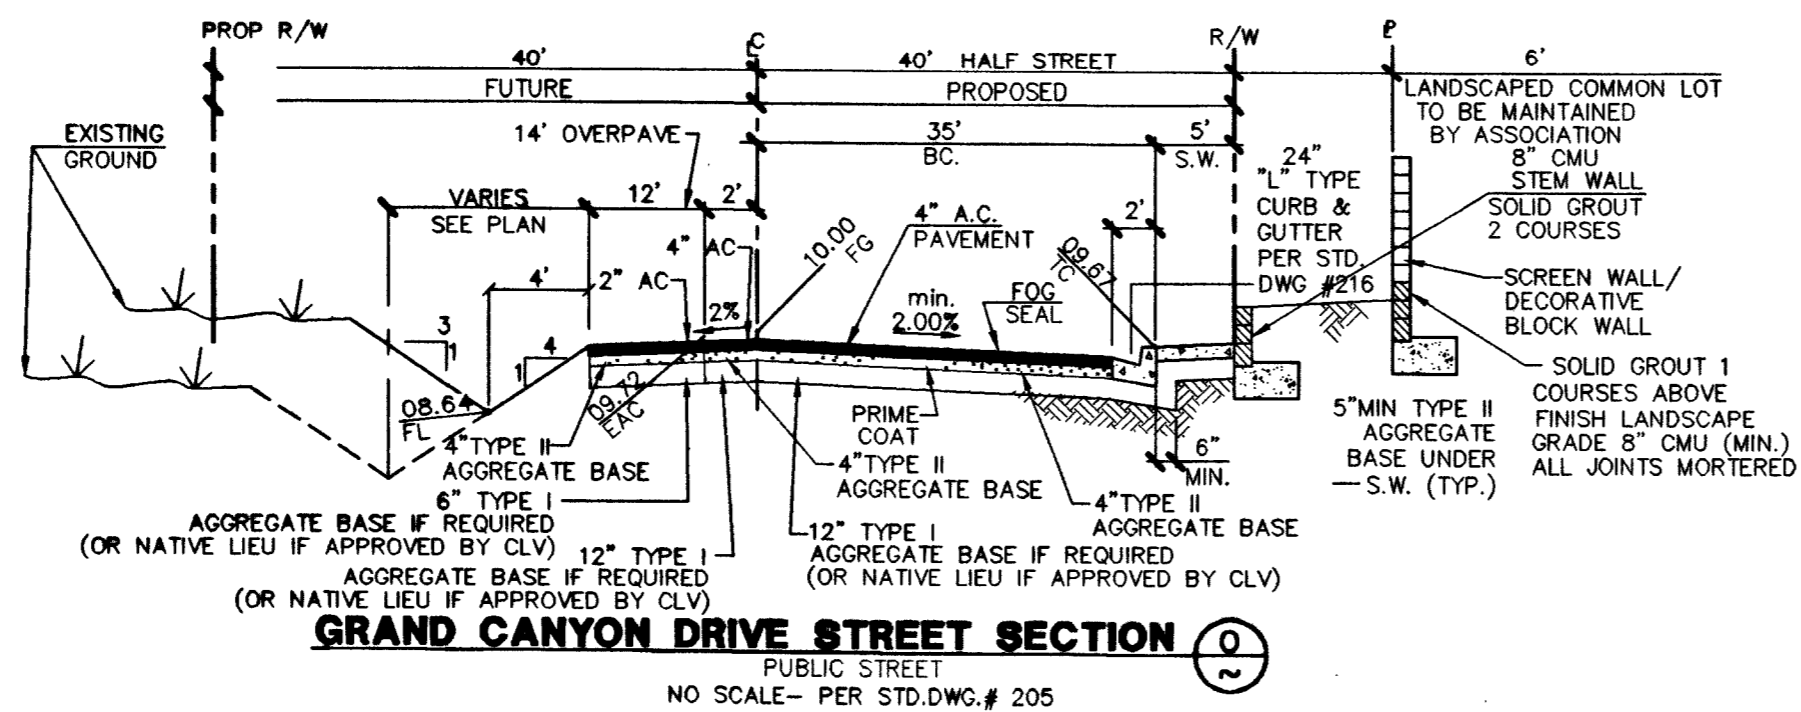 PROP R/W
CL
R/W
PL
40'
40' HALF STREET
6'
FUTURE
PROPOSED
LANDSCAPED COMMON LOT
TO BE MAINTAINED
BY ASSOCIATION
EXISTING
GROUND
14' OVERPAVE
35'
BC.
5'
S.W.
24"
"L" TYPE
CURB &
GUTTER
PER STD.
DWG #216
8" CMU
STEM WALL
SOLID GROUT
2 COURSES
VARIES
SEE PLAN
12'
2'
4" AC
10.00
FG
4" A.C.
PAVEMENT
2'
09.67
TC
4'
2" AC
2%
min.
2.00%
FOG
SEAL
SCREEN WALL/
DECORATIVE
BLOCK WALL
3
1
4
1
08.64
FL
09.72
EAC
PRIME
COAT
6"
MIN.
5"MIN TYPE II
AGGREGATE
BASE UNDER
S.W. (TYP.)
SOLID GROUT 1
COURSES ABOVE
FINISH LANDSCAPE
GRADE 8" CMU (MIN.)
ALL JOINTS MORTERED
4"TYPE II
AGGREGATE BASE
4"TYPE II
AGGREGATE BASE
4"TYPE II
AGGREGATE BASE
6" TYPE I
AGGREGATE BASE IF REQUIRED
(OR NATIVE LIEU IF APPROVED BY CLV)
12" TYPE I
AGGREGATE BASE IF REQUIRED
(OR NATIVE LIEU IF APPROVED BY CLV)
12" TYPE I
AGGREGATE BASE IF REQUIRED
(OR NATIVE LIEU IF APPROVED BY CLV)
GRAND CANYON DRIVE STREET SECTION
O
~
PUBLIC STREET
NO SCALE- PER STD.DWG.# 205